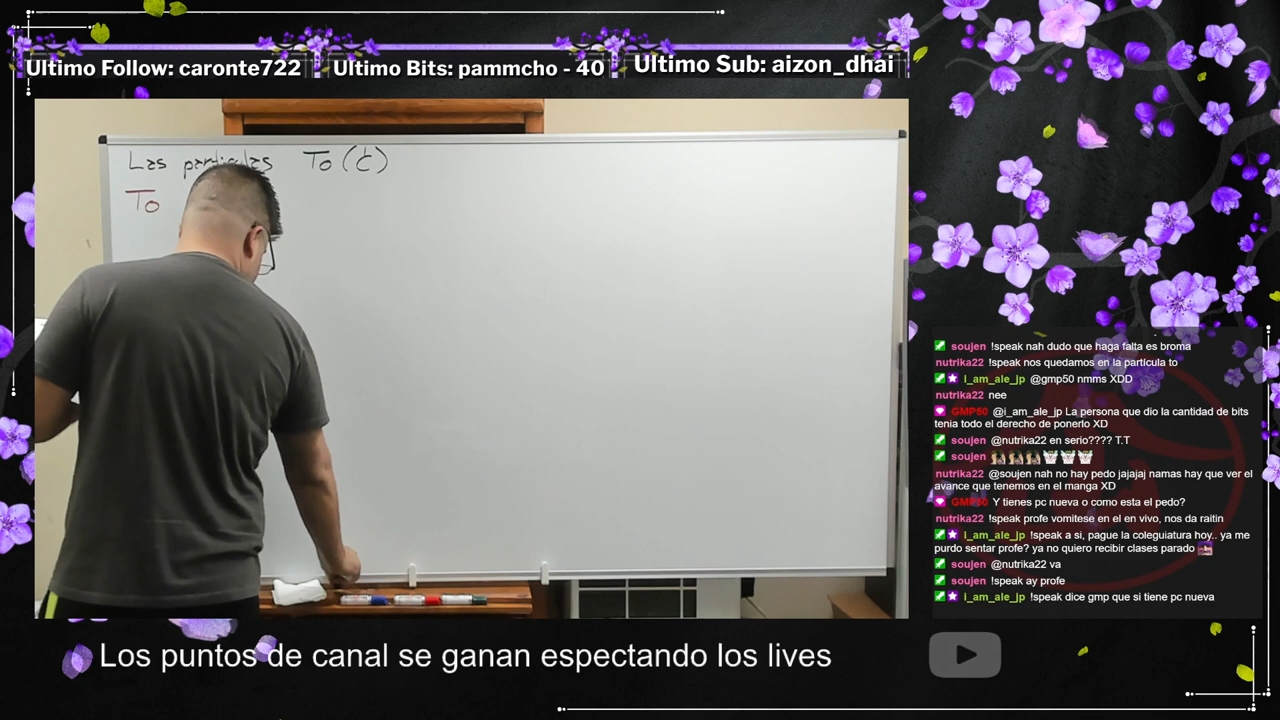 Ultimo Follow: caronte722
Ultimo Bits: pammcho - 40
Ultimo Sub: aizon_dhai
Las particulas To (と)
To
soujen !speak nah dudo que haga falta es broma
nutrika22 !speak nos quedamos en la partícula to
i_am_ale_jp @gmp50 nmms XDD
nutrika22 nee
GMP50 @i_am_ale_jp La persona que dio la cantidad de bits
tenia todo el derecho de ponerlo XD
soujen @nutrika22 en serio???? T.T
soujen
nutrika22 @soujen nah no hay pedo jajajaj namas hay que ver el
avance que tenemos en el manga XD
GMP50 Y tienes pc nueva o como esta el pedo?
nutrika22 !speak profe vomitese en el en vivo, nos da raitin
i_am_ale_jp !speak a si, pague la coleguiatura hoy.. ya me
purdo sentar profe? ya no quiero recibir clases parado
soujen @nutrika22 va
soujen !speak ay profe
i_am_ale_jp !speak dice gmp que si tiene pc nueva
Los puntos de canal se ganan espectando los lives